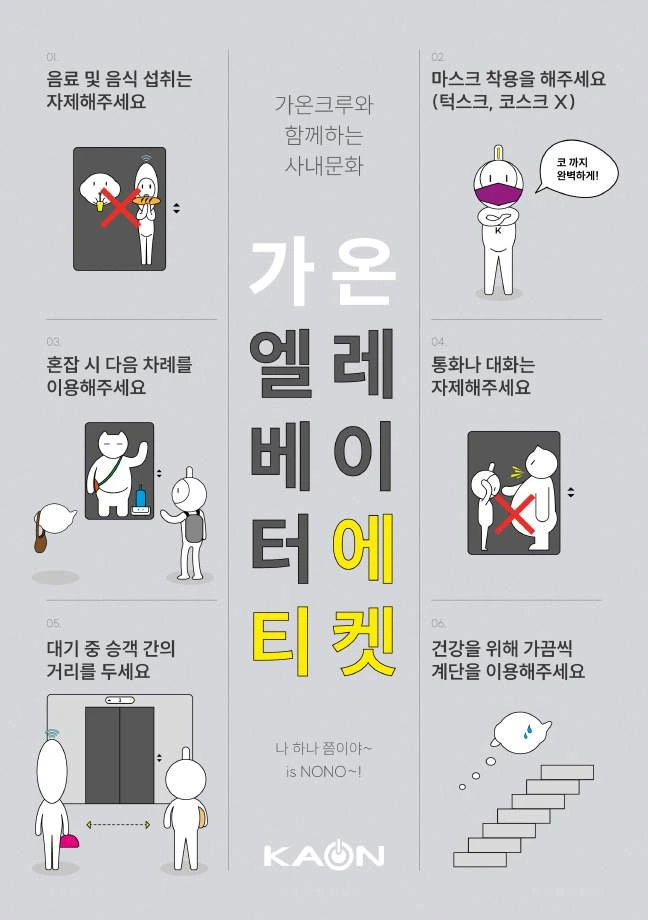 01.
음료 및 음식 섭취는
자제해주세요
02.
마스크 착용을 해주세요
(턱스크, 코스크 X)
코 까지
완벽하게!
K
가온크루와
함께하는
사내문화
가온
엘레
베이
터에
티켓
03.
혼잡 시 다음 차례를
이용해주세요
04.
통화나 대화는
자제해주세요
05.
대기 중 승객 간의
거리를 두세요
06.
건강을 위해 가끔씩
계단을 이용해주세요
나 하나 쯤이야~
is NONO~!
KAON